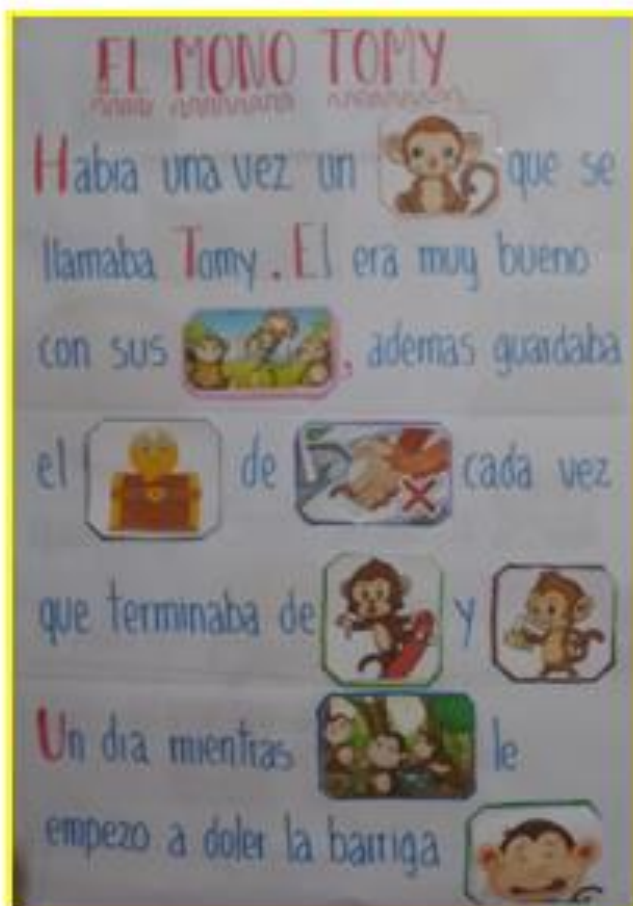 EL MONO TOMY
Habia una vez un que se
llamaba Tomy. El era muy bueno
con sus , ademas guardaba
el de cada vez
que terminaba de y
Un dia mientras le
empezo a doler la barriga